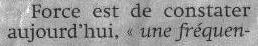 Force est de constater
aujourd'hui, « une fréquen-